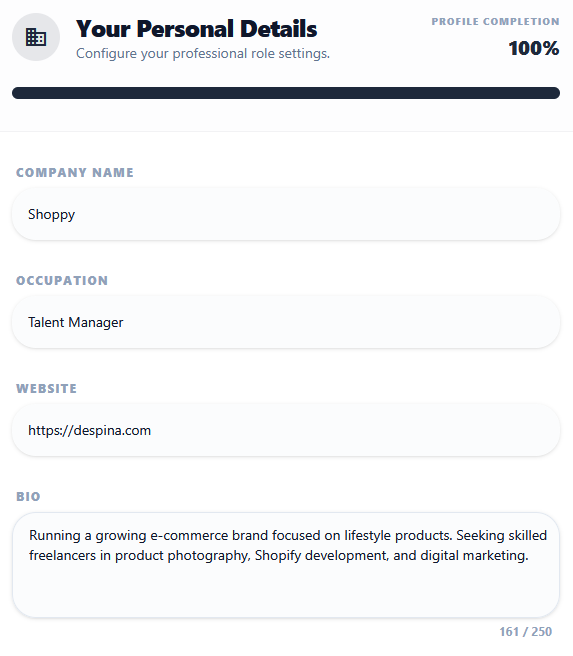 Your Personal Details
Configure your professional role settings.
PROFILE COMPLETION
100%
COMPANY NAME
Shoppy
OCCUPATION
Talent Manager
WEBSITE
https://despina.com
BIO
Running a growing e-commerce brand focused on lifestyle products. Seeking skilled
freelancers in product photography, Shopify development, and digital marketing.
161 / 250